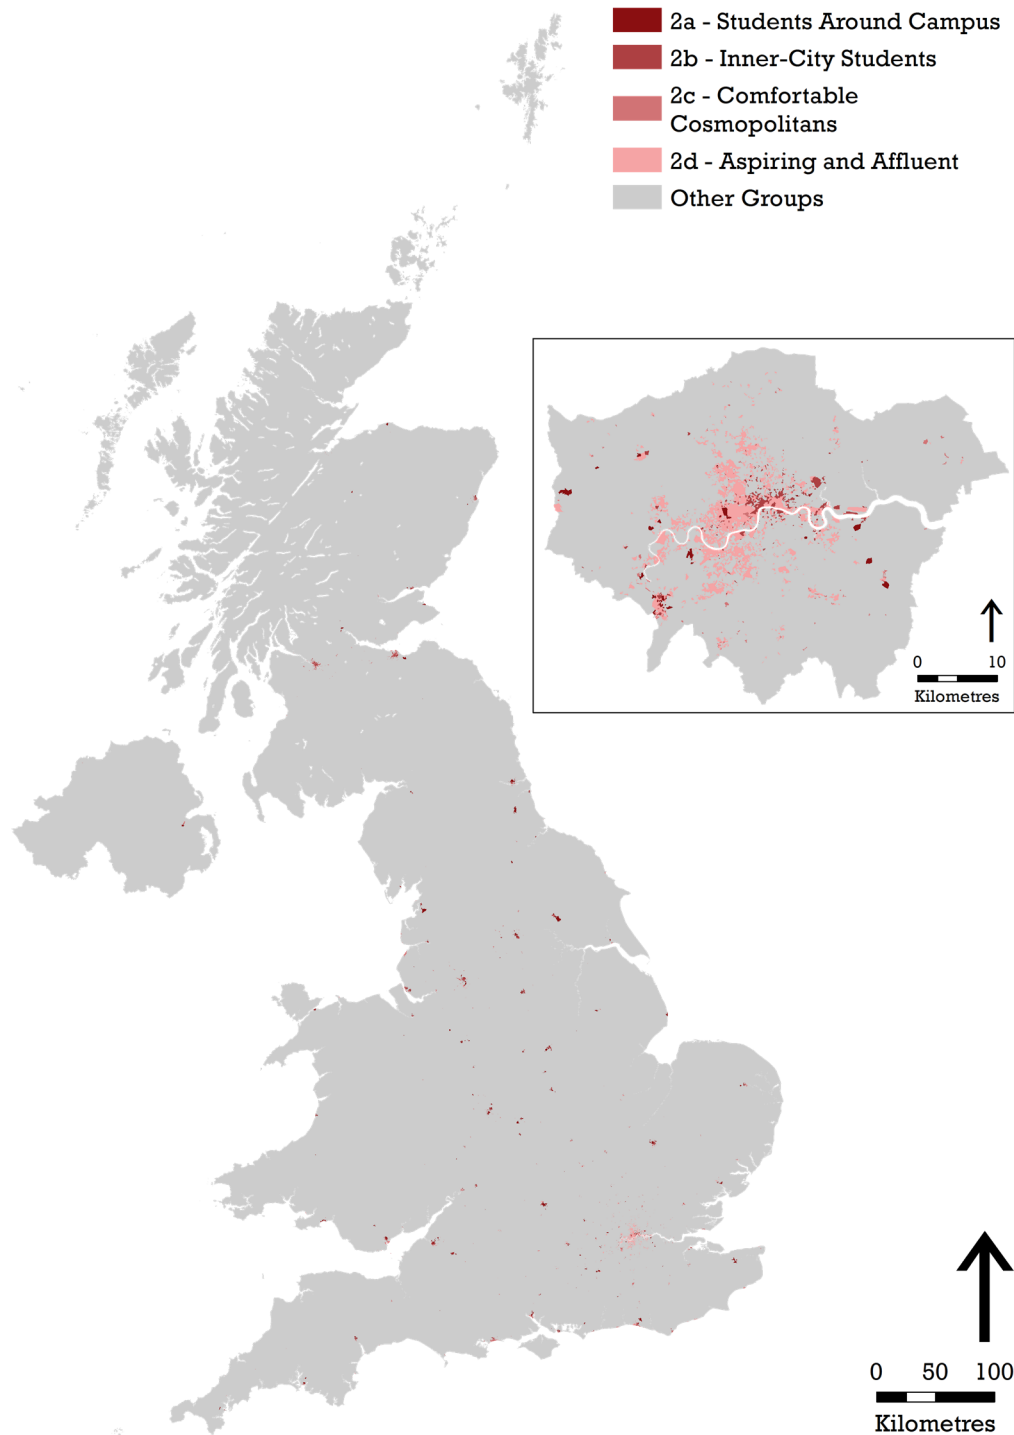 2a - Students Around Campus
2b - Inner-City Students
2c - Comfortable
Cosmopolitans
2d - Aspiring and Affluent
Other Groups
0 10
Kilometres
0 50 100
Kilometres